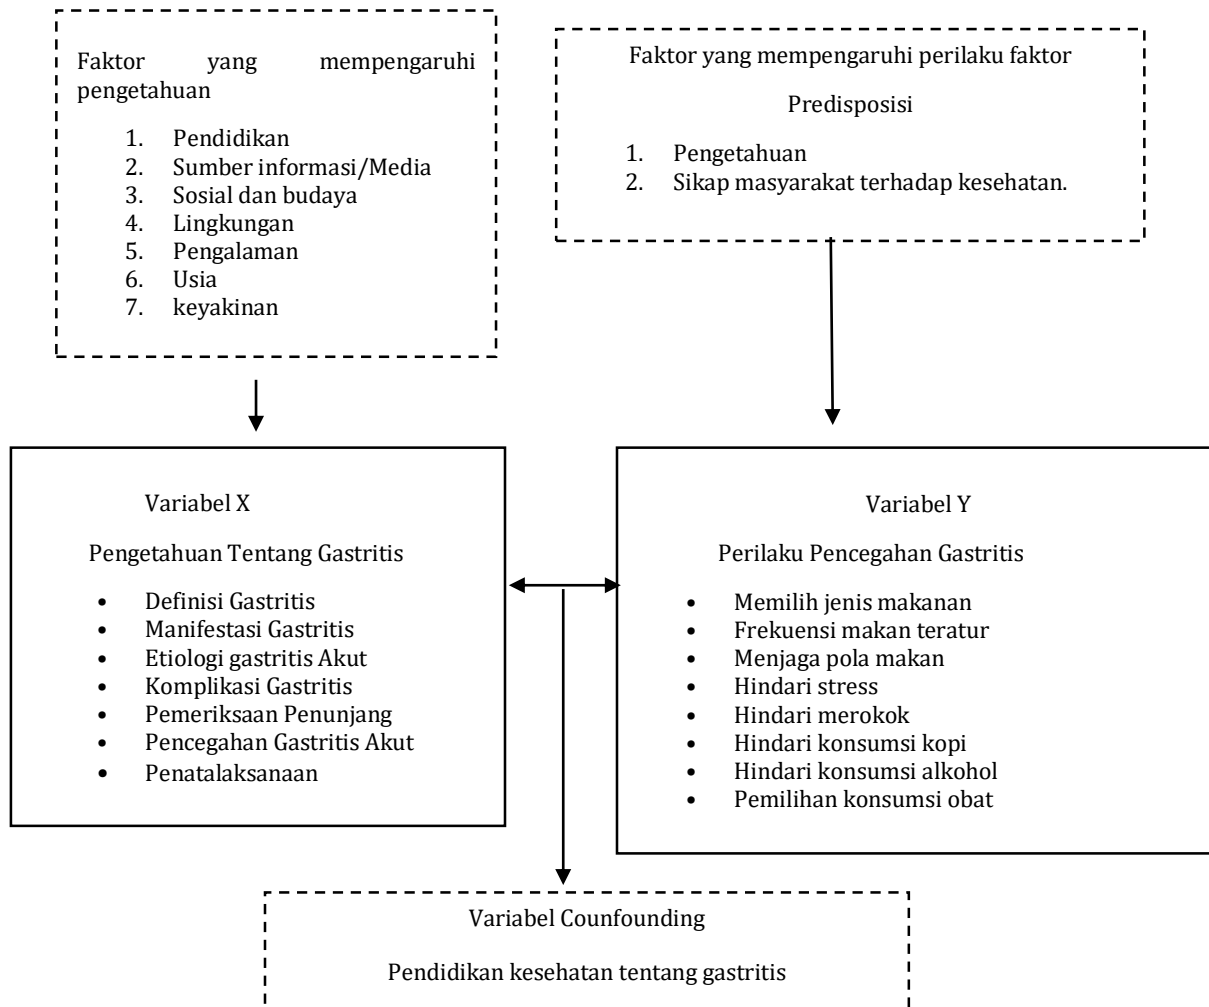 Faktor yang mempengaruhi
pengetahuan
1. Pendidikan
2. Sumber informasi/Media
3. Sosial dan budaya
4. Lingkungan
5. Pengalaman
6. Usia
7. keyakinan
Faktor yang mempengaruhi perilaku faktor
Predisposisi
1. Pengetahuan
2. Sikap masyarakat terhadap kesehatan.
Variabel X
Pengetahuan Tentang Gastritis
• Definisi Gastritis
• Manifestasi Gastritis
• Etiologi gastritis Akut
• Komplikasi Gastritis
• Pemeriksaan Penunjang
• Pencegahan Gastritis Akut
• Penatalaksanaan
Variabel Y
Perilaku Pencegahan Gastritis
• Memilih jenis makanan
• Frekuensi makan teratur
• Menjaga pola makan
• Hindari stress
• Hindari merokok
• Hindari konsumsi kopi
• Hindari konsumsi alkohol
• Pemilihan konsumsi obat
Variabel Counfounding
Pendidikan kesehatan tentang gastritis